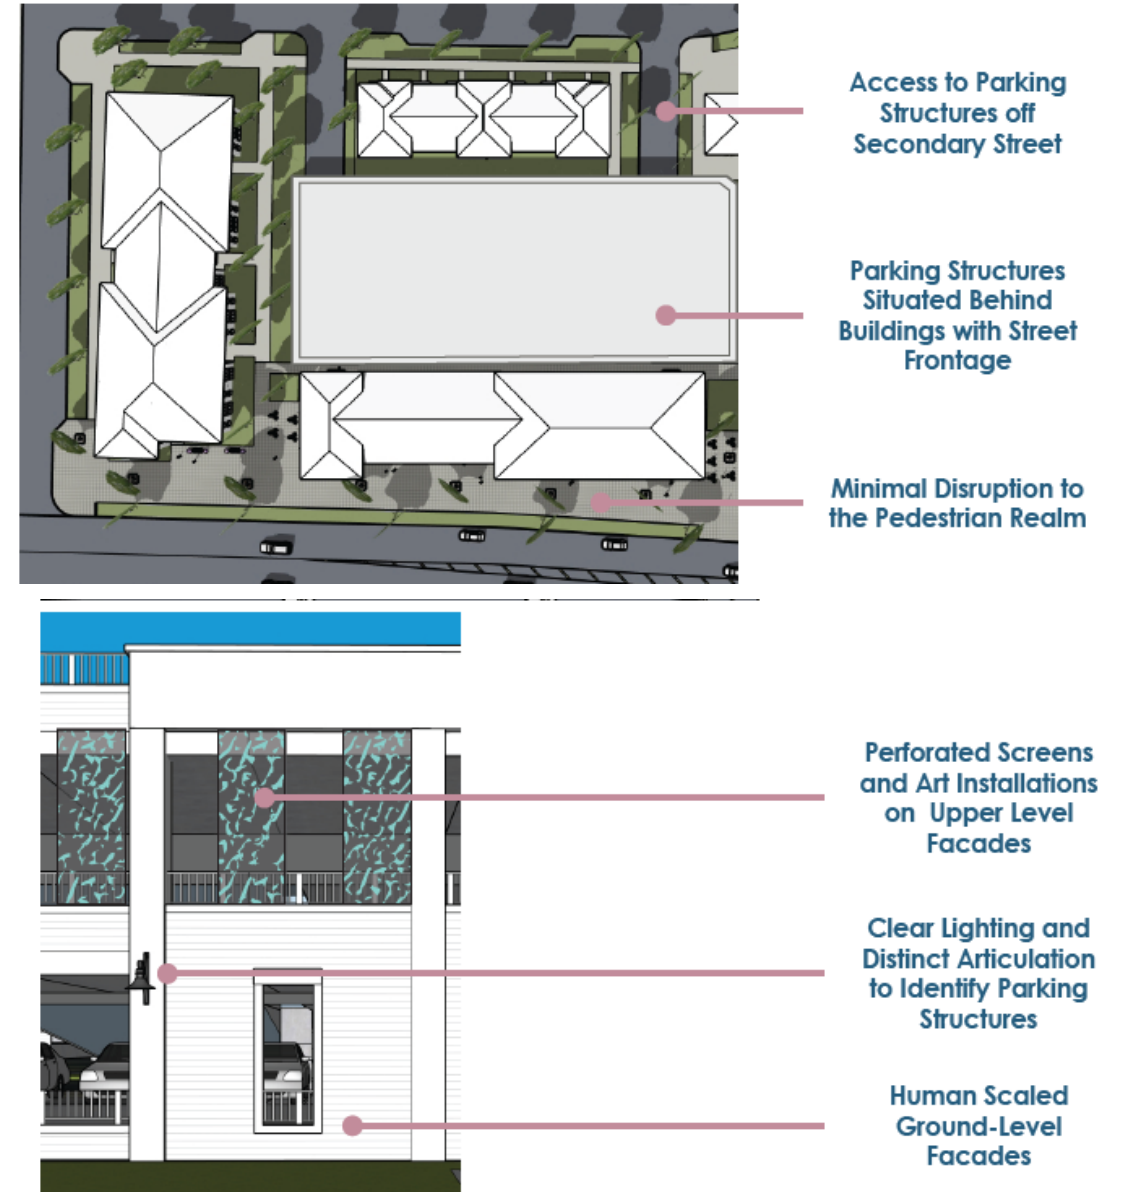 Access to Parking
Structures off
Secondary Street
Parking Structures
Situated Behind
Buildings with Street
Frontage
Minimal Disruption to
the Pedestrian Realm
Perforated Screens
and Art Installations
on Upper Level
Facades
Clear Lighting and
Distinct Articulation
to Identify Parking
Structures
Human Scaled
Ground-Level
Facades